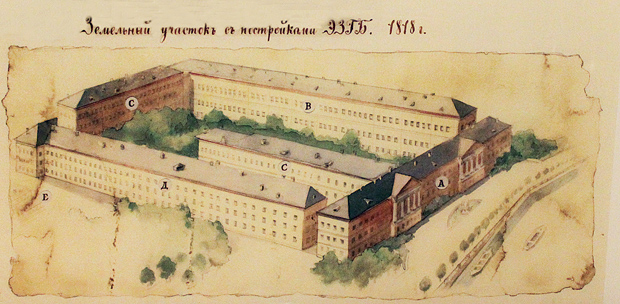 Земельный участокъ съ постройками ЭЗГБ. 1818 г.
С
В
С
А
Д
Е